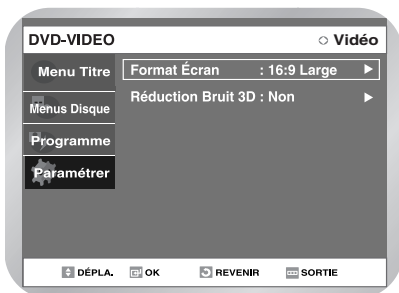 DVD-VIDEO Vidéo
Menu Titre
Format Écran : 16:9 Large
Menus Disque
Réduction Bruit 3D : Non
Programme
Paramétrer
DÉPLA. OK REVENIR SORTIE